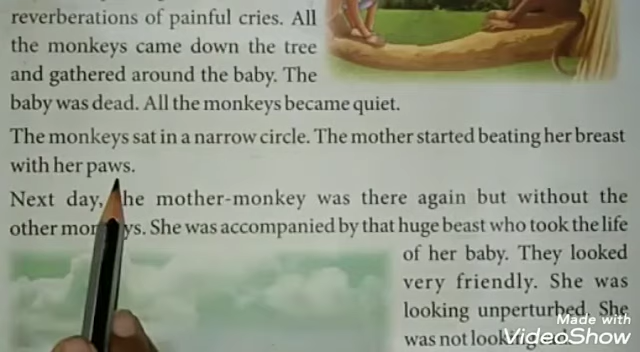 reverberations of painful cries. All
the monkeys came down the tree
and gathered around the baby. The
baby was dead. All the monkeys became quiet.
The monkeys sat in a narrow circle. The mother started beating her breast
with her paws.
Next day, the mother-monkey was there again but without the
other monkeys. She was accompanied by that huge beast who took the life
of her baby. They looked
very friendly. She was
looking unperturbed. She
was not looking
Made with
VideoShow